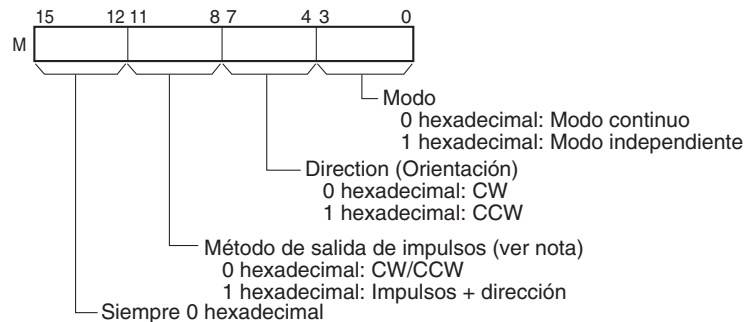 15 12 11 8 7 4 3 0
M
Modo
0 hexadecimal: Modo continuo
1 hexadecimal: Modo independiente
Direction (Orientación)
0 hexadecimal: CW
1 hexadecimal: CCW
Método de salida de impulsos (ver nota)
0 hexadecimal: CW/CCW
1 hexadecimal: Impulsos + dirección
Siempre 0 hexadecimal